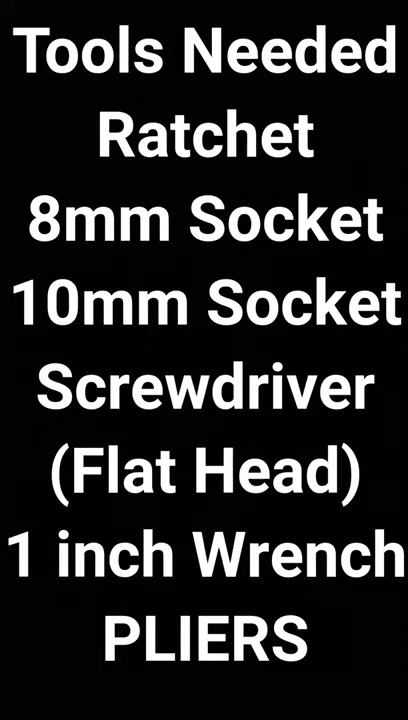 Tools Needed
Ratchet
8mm Socket
10mm Socket
Screwdriver
(Flat Head)
1 inch Wrench
PLIERS